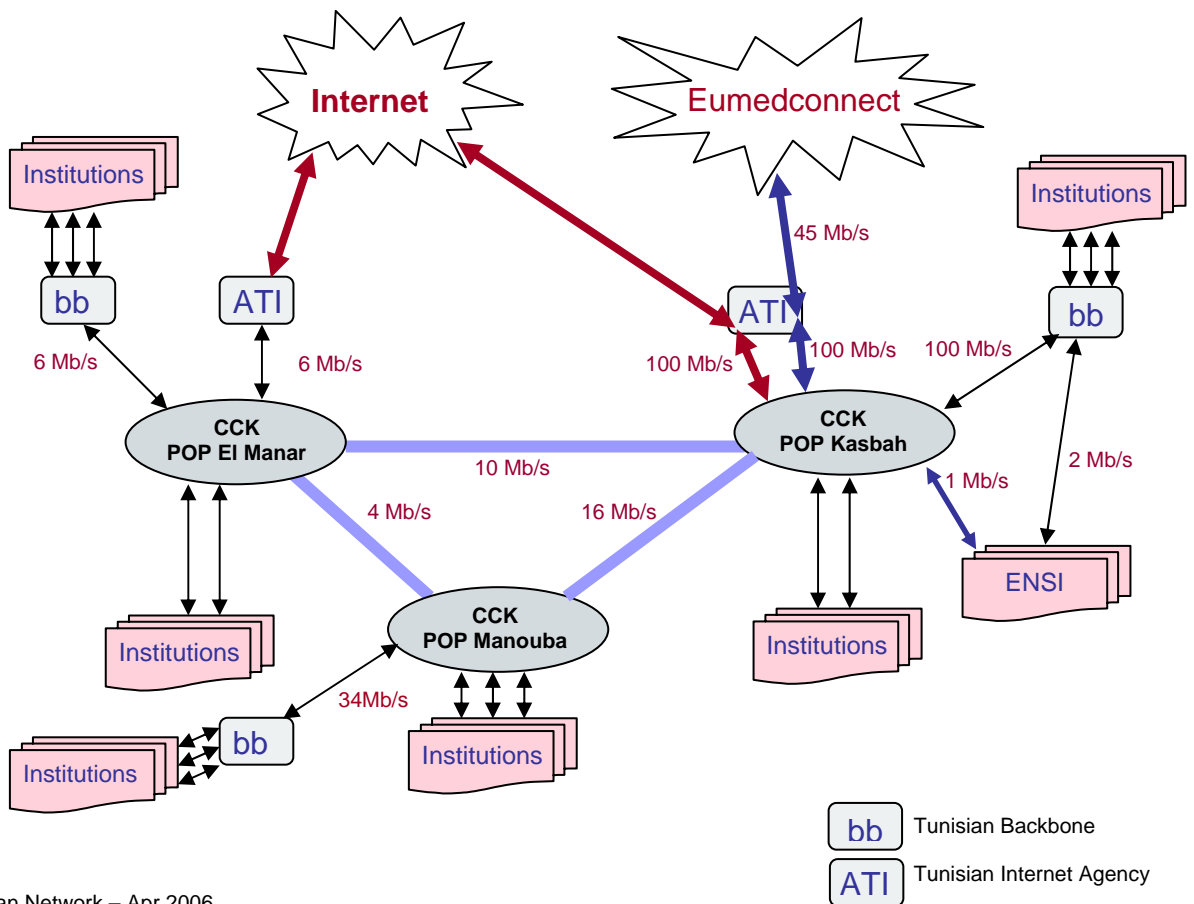 Internet
Eumedconnect
Institutions
Institutions
45 Mb/s
bb
ATI
ATI
bb
6 Mb/s
6 Mb/s
100 Mb/s
100 Mb/s
100 Mb/s
CCK
POP El Manar
CCK
POP Kasbah
10 Mb/s
2 Mb/s
1 Mb/s
4 Mb/s
16 Mb/s
ENSI
CCK
POP Manouba
Institutions
Institutions
34Mb/s
bb
Institutions
Institutions
bb
Tunisian Backbone
ATI
Tunisian Internet Agency
an Network – Apr 2006